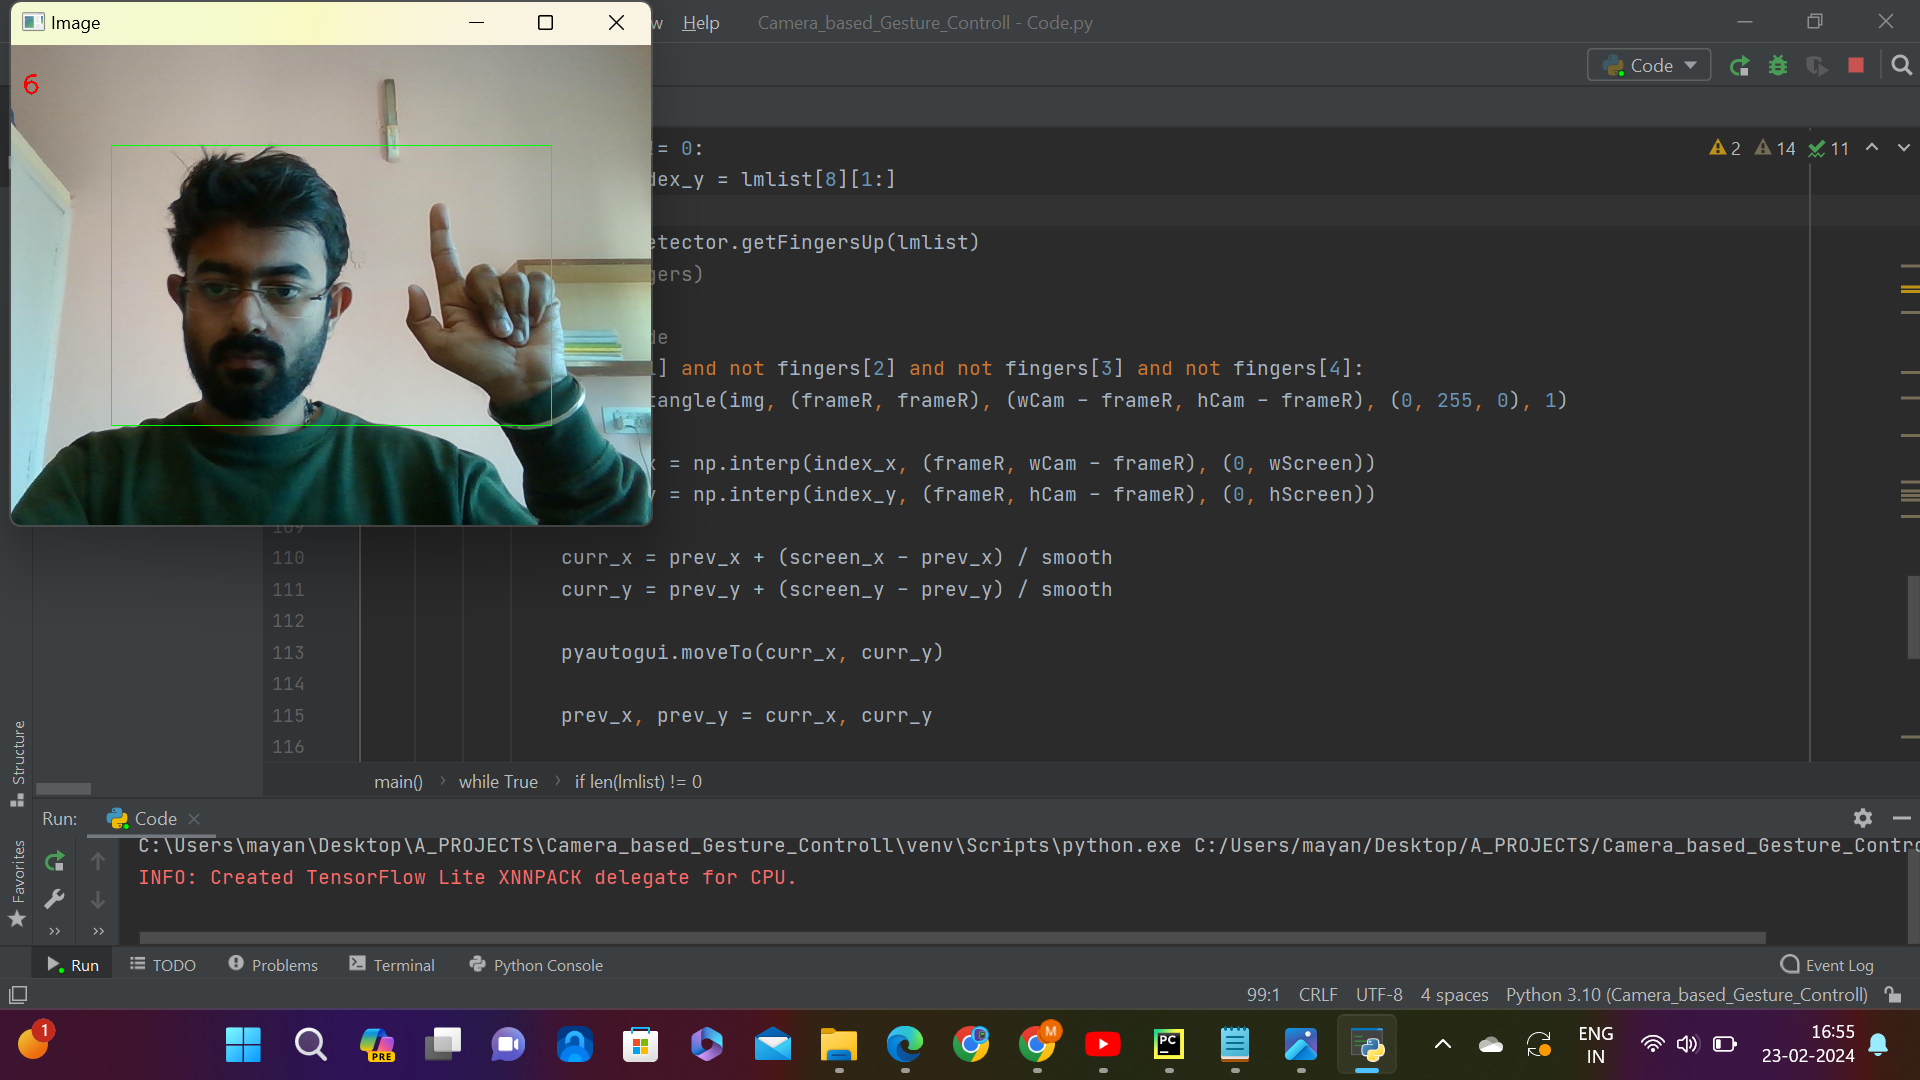 Image
w Help Camera_based_Gesture_Controll - Code.py
Code
6
= 0:
2 14 11
dex_y = lmlist[8][1:]
etector.getFingersUp(lmlist)
gers)
de
] and not fingers[2] and not fingers[3] and not fingers[4]:
tangle(img, (frameR, frameR), (wCam - frameR, hCam - frameR), (0, 255, 0), 1)
x = np.interp(index_x, (frameR, wCam - frameR), (0, wScreen))
y = np.interp(index_y, (frameR, hCam - frameR), (0, hScreen))
109
110 curr_x = prev_x + (screen_x - prev_x) / smooth
111 curr_y = prev_y + (screen_y - prev_y) / smooth
112
113 pyautogui.moveTo(curr_x, curr_y)
114
115 prev_x, prev_y = curr_x, curr_y
116
main() › while True › if len(lmlist) != 0
Structure
Favorites
Run: Code
C:\Users\mayan\Desktop\A_PROJECTS\Camera_based_Gesture_Controll\venv\Scripts\python.exe C:/Users/mayan/Desktop/A_PROJECTS/Camera_based_Gesture_Contro
INFO: Created TensorFlow Lite XNNPACK delegate for CPU.
Run TODO Problems Terminal Python Console Event Log
99:1 CRLF UTF-8 4 spaces Python 3.10 (Camera_based_Gesture_Controll)
1
PRE
M
PC
ENG
IN
16:55
23-02-2024